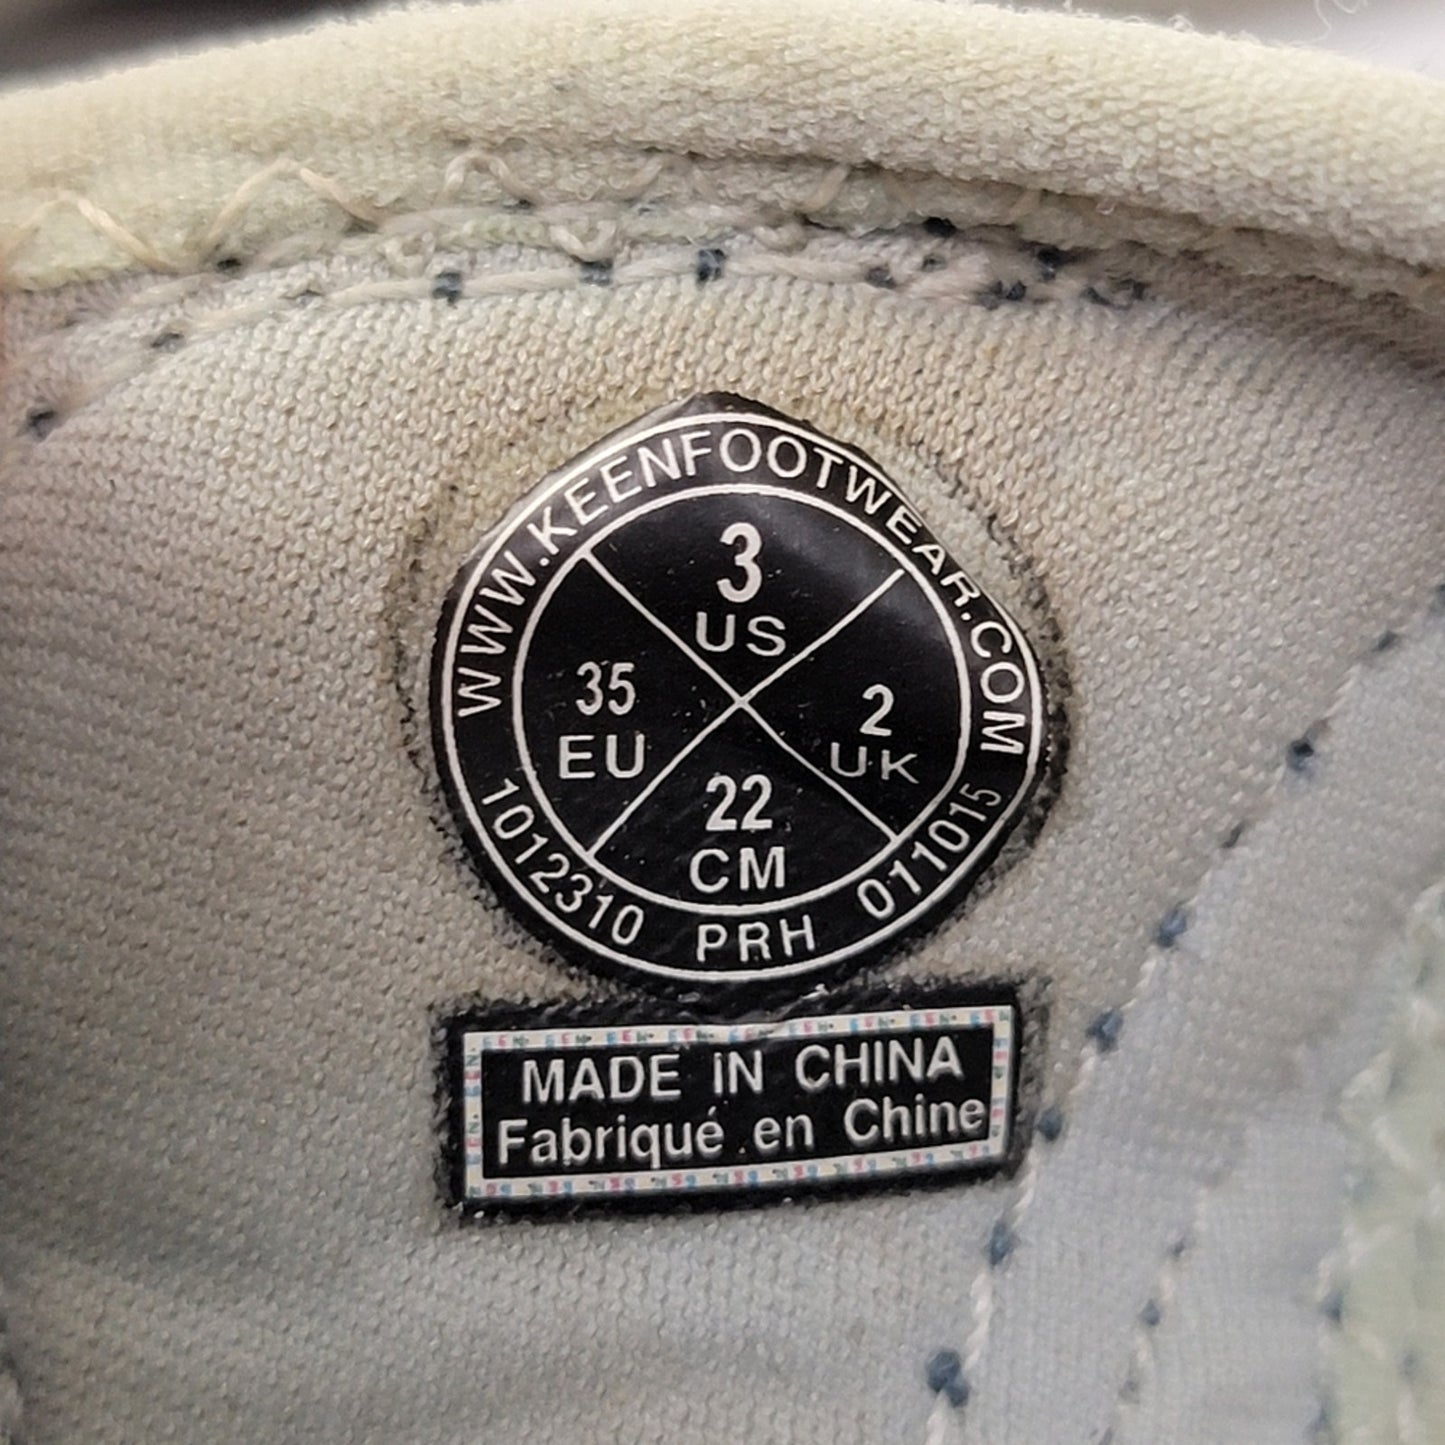 WWW.KEENFOOTWEAR.COM
3
US
35
EU
2
UK
22
CM
1012310 PRH 011015
MADE IN CHINA
Fabriqué en Chine